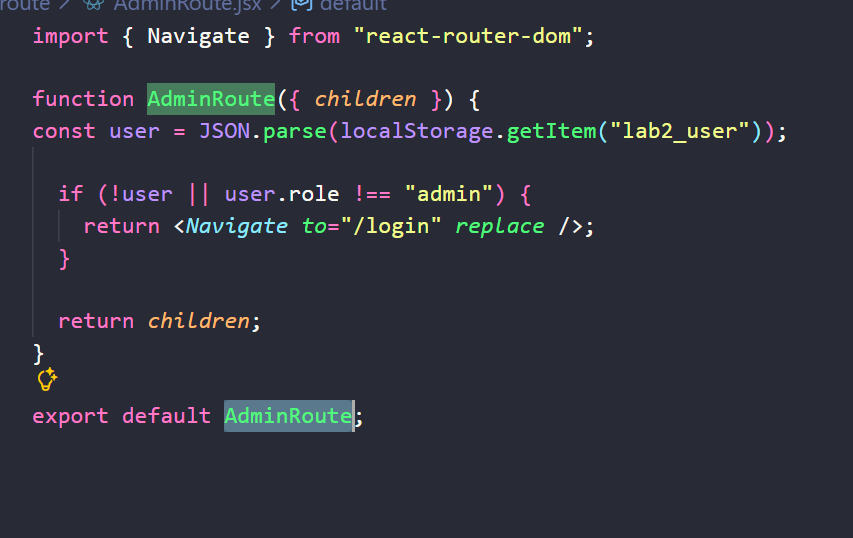 route > AdminRoute.jsx > default
import { Navigate } from "react-router-dom";
function AdminRoute({ children }) {
const user = JSON.parse(localStorage.getItem("lab2_user"));
if (!user || user.role !== "admin") {
return <Navigate to="/login" replace />;
}
return children;
}
export default AdminRoute;